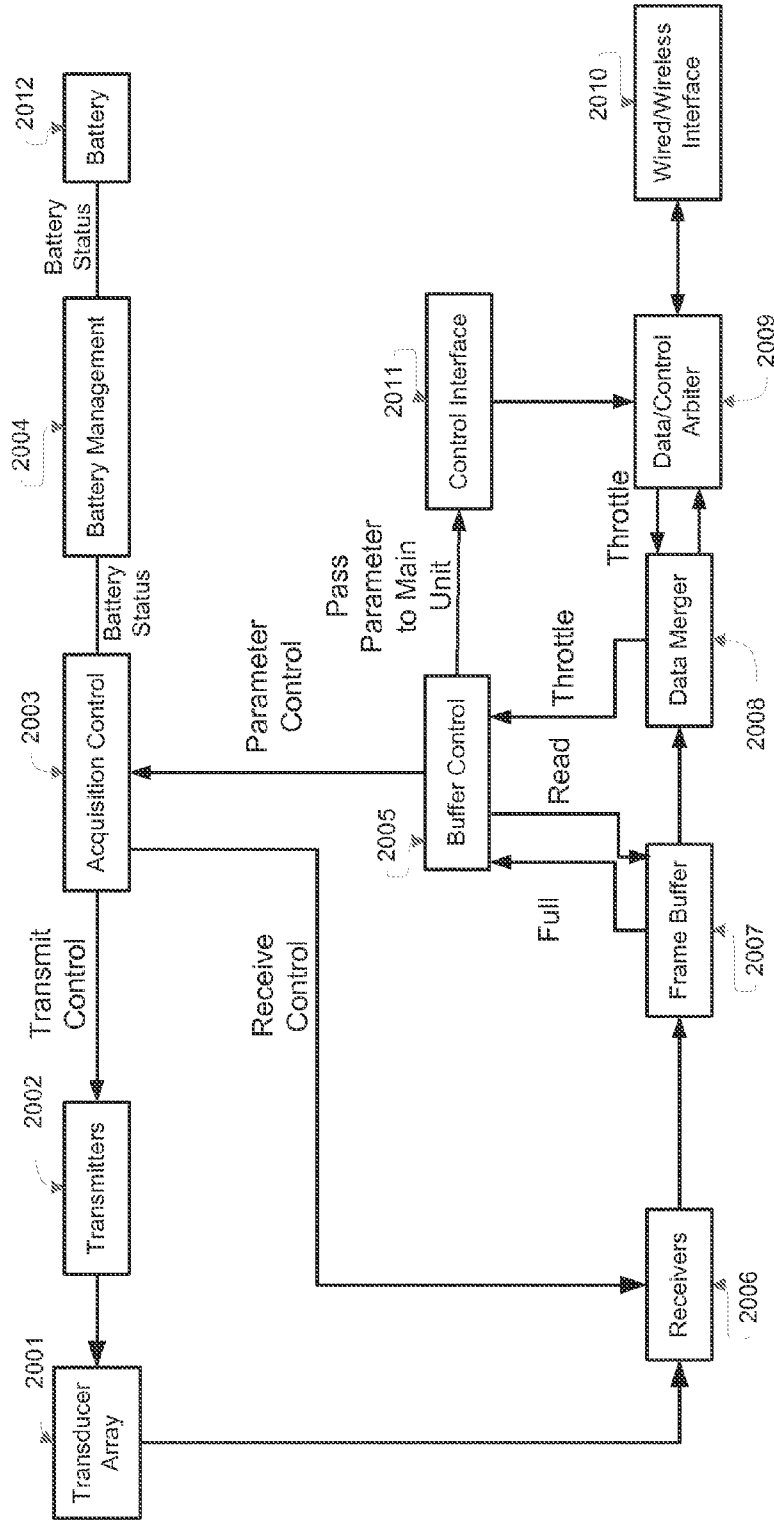 2001
Transducer
Array
2002
Transmitters
Transmit
Control
2003
Acquisition Control
Battery
Status
2004
Battery Management
Battery
Status
2012
Battery
Receive
Control
Parameter
Control
2005
Buffer Control
Pass
Parameter
to Main
Unit
2011
Control Interface
Full
Read
Throttle
Throttle
2010
Wired/Wireless
Interface
Receivers
2006
Frame Buffer
2007
Data Merger
2008
Data/Control
Arbiter
2009